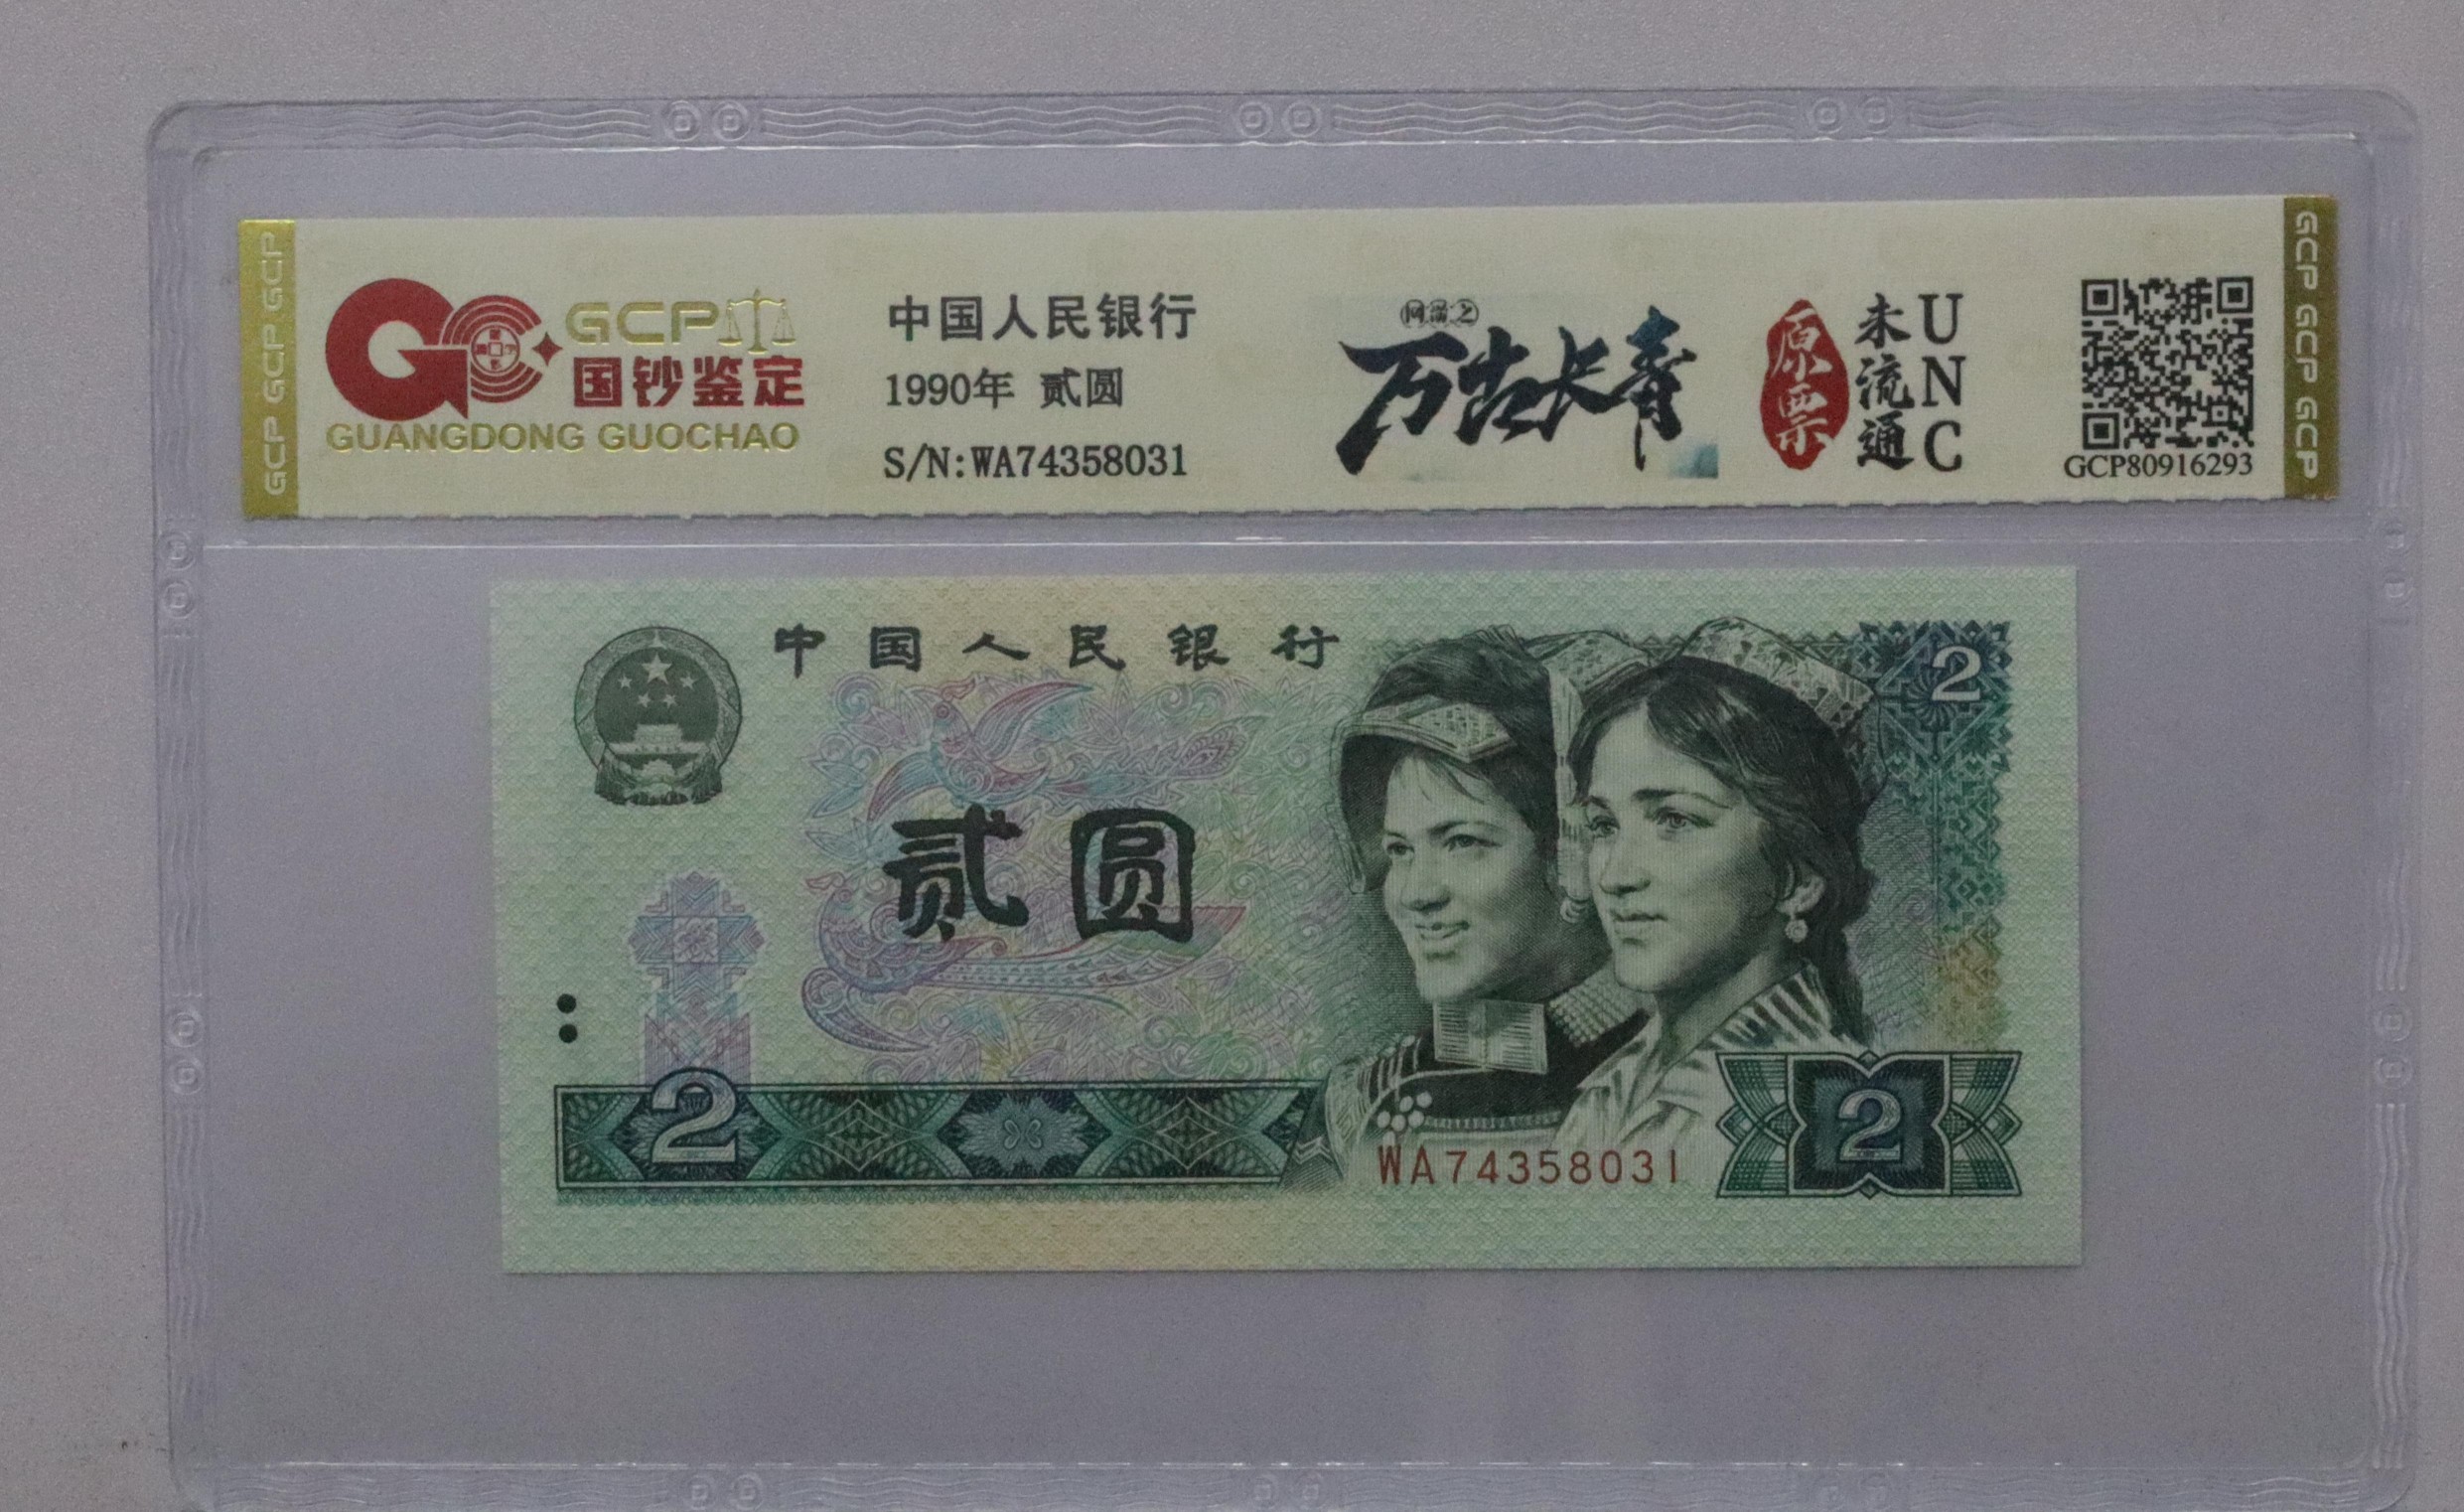 GCP GCP GCP
GCP
国钞鉴定
GUANGDONG GUOCHAO
中国人民银行
1990年 贰圆
S/N:WA74358031
万古长青
原票
未流通
UNC
GCP80916293
GCP GCP GCP
中国人民银行
2
贰圆
2
WA74358031
2